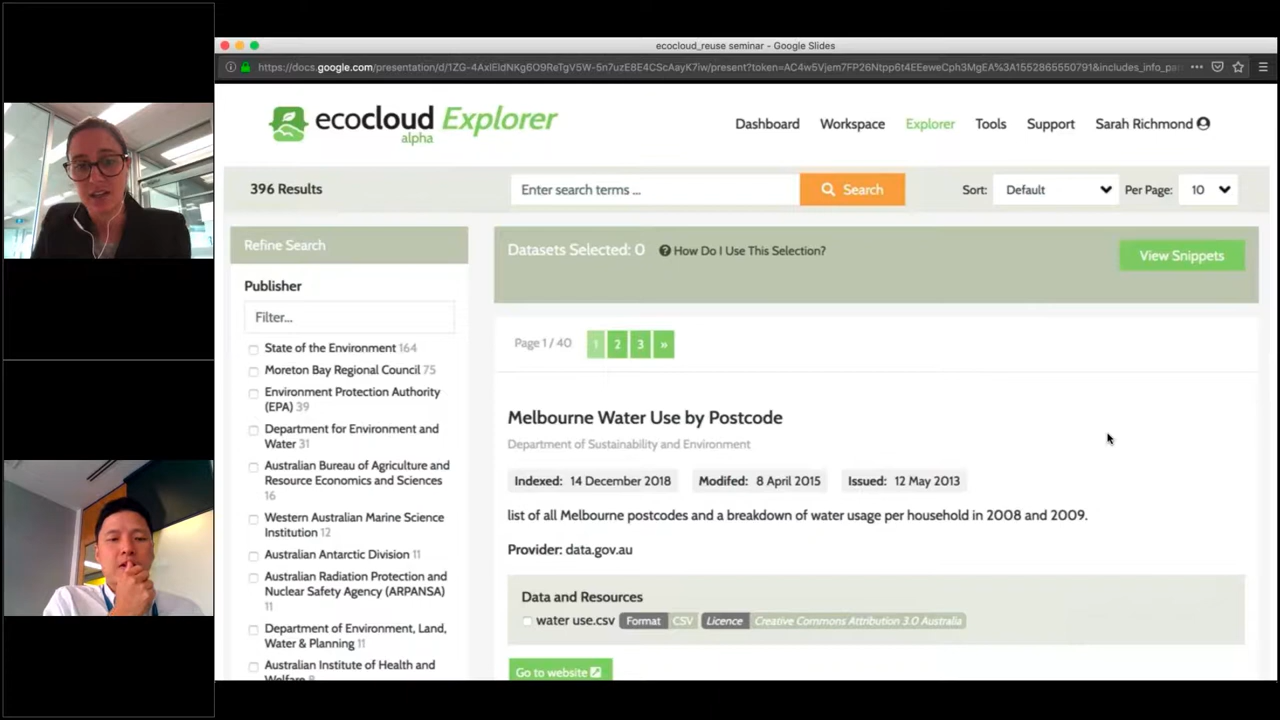 ecocloud_reuse seminar - Google Slides
ecocloud Explorer
alpha
Dashboard
Workspace
Explorer
Tools
Support
Sarah Richmond
396 Results
Enter search terms ...
Search
Sort:
Default
Per Page:
10
Refine Search
Publisher
Filter...
State of the Environment 164
Moreton Bay Regional Council 75
Environment Protection Authority
(EPA) 39
Department for Environment and
Water 31
Australian Bureau of Agriculture and
Resource Economics and Sciences
16
Western Australian Marine Science
Institution 12
Australian Antarctic Division 11
Australian Radiation Protection and
Nuclear Safety Agency (ARPANSA)
11
Department of Environment, Land,
Water & Planning 11
Australian Institute of Health and
Datasets Selected: 0
How Do I Use This Selection?
View Snippets
Page 1 / 40
1
2
3
»
Melbourne Water Use by Postcode
Department of Sustainability and Environment
Indexed: 14 December 2018
Modifed: 8 April 2015
Issued: 12 May 2013
list of all Melbourne postcodes and a breakdown of water usage per household in 2008 and 2009.
Provider: data.gov.au
Data and Resources
water use.csv Format CSV Licence Creative Commons Attribution 3.0 Australia
Go to website